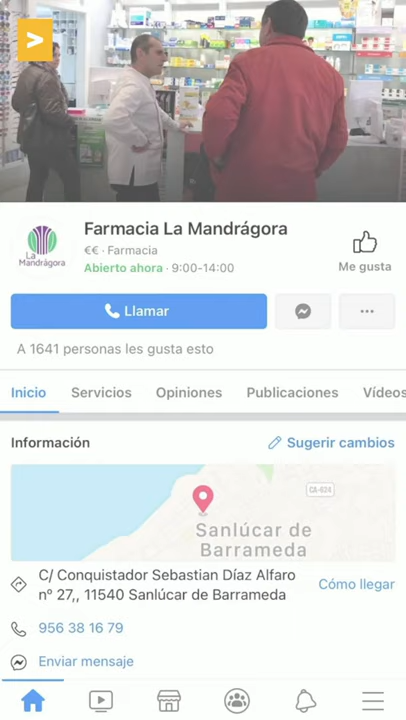 >
Farmacia La Mandrágora
La
Mandrágora
€€ · Farmacia
Abierto ahora · 9:00-14:00
Me gusta
Llamar
A 1641 personas les gusta esto
Inicio Servicios Opiniones Publicaciones Vídeos
Información
Sugerir cambios
CA-624
Sanlúcar de
Barrameda
C/ Conquistador Sebastian Díaz Alfaro
nº 27,, 11540 Sanlúcar de Barrameda
Cómo llegar
956 38 16 79
Enviar mensaje